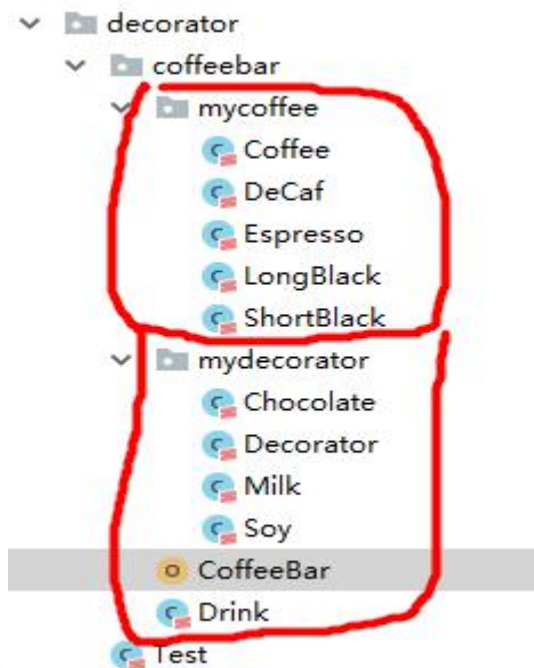 decorator
coffeebar
mycoffee
Coffee
DeCaf
Espresso
LongBlack
ShortBlack
mydecorator
Chocolate
Decorator
Milk
Soy
CoffeeBar
Drink
Test